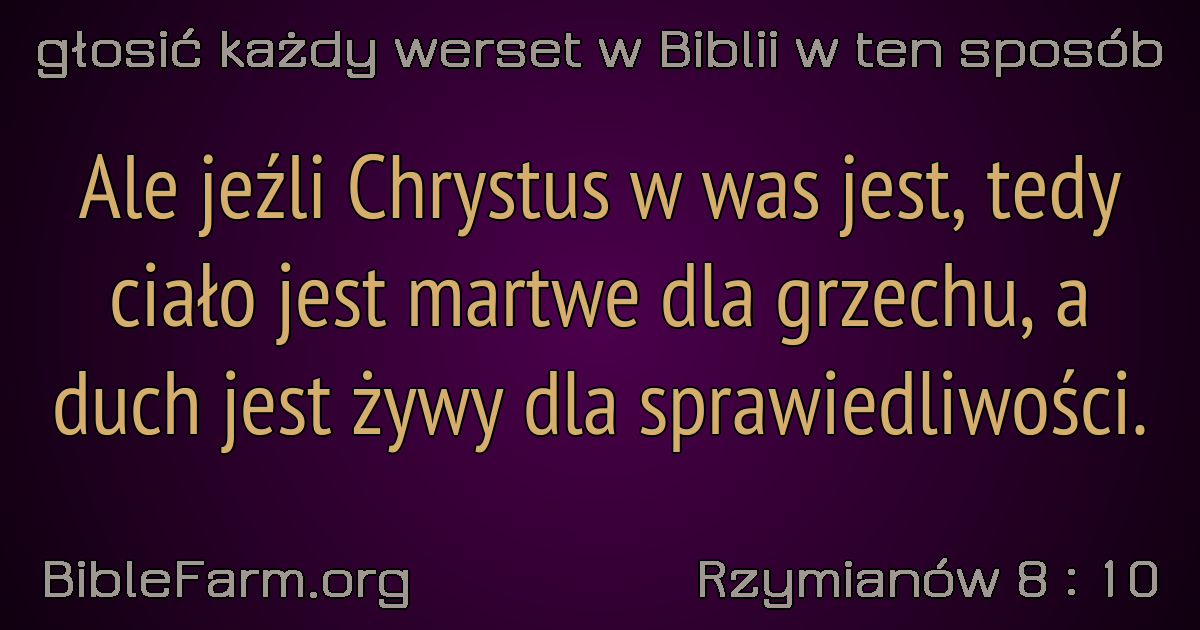 głosić każdy werset w Biblii w ten sposób
Ale jeźli Chrystus w was jest, tedy
ciało jest martwe dla grzechu, a
duch jest żywy dla sprawiedliwości.
BibleFarm.org
Rzymianów 8 : 10